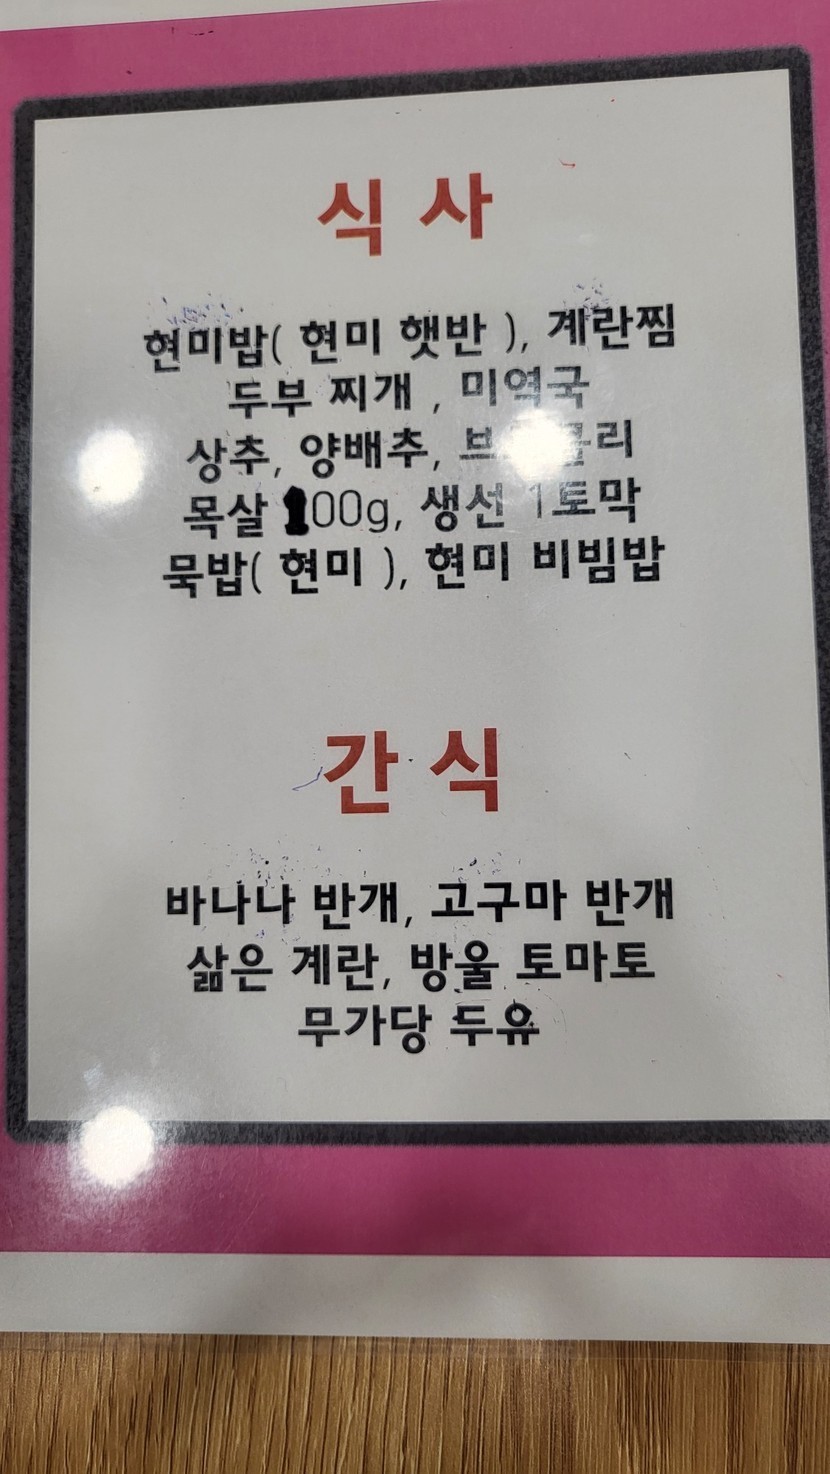 식 사
현미밥( 현미 햇반 ), 계란찜
두부 찌개 , 미역국
상추, 양배추,
목살 100g, 생선 1토막
묵밥( 현미 ), 현미 비빔밥
간 식
바나나 반개, 고구마 반개
삶은 계란, 방울 토마토
무가당 두유